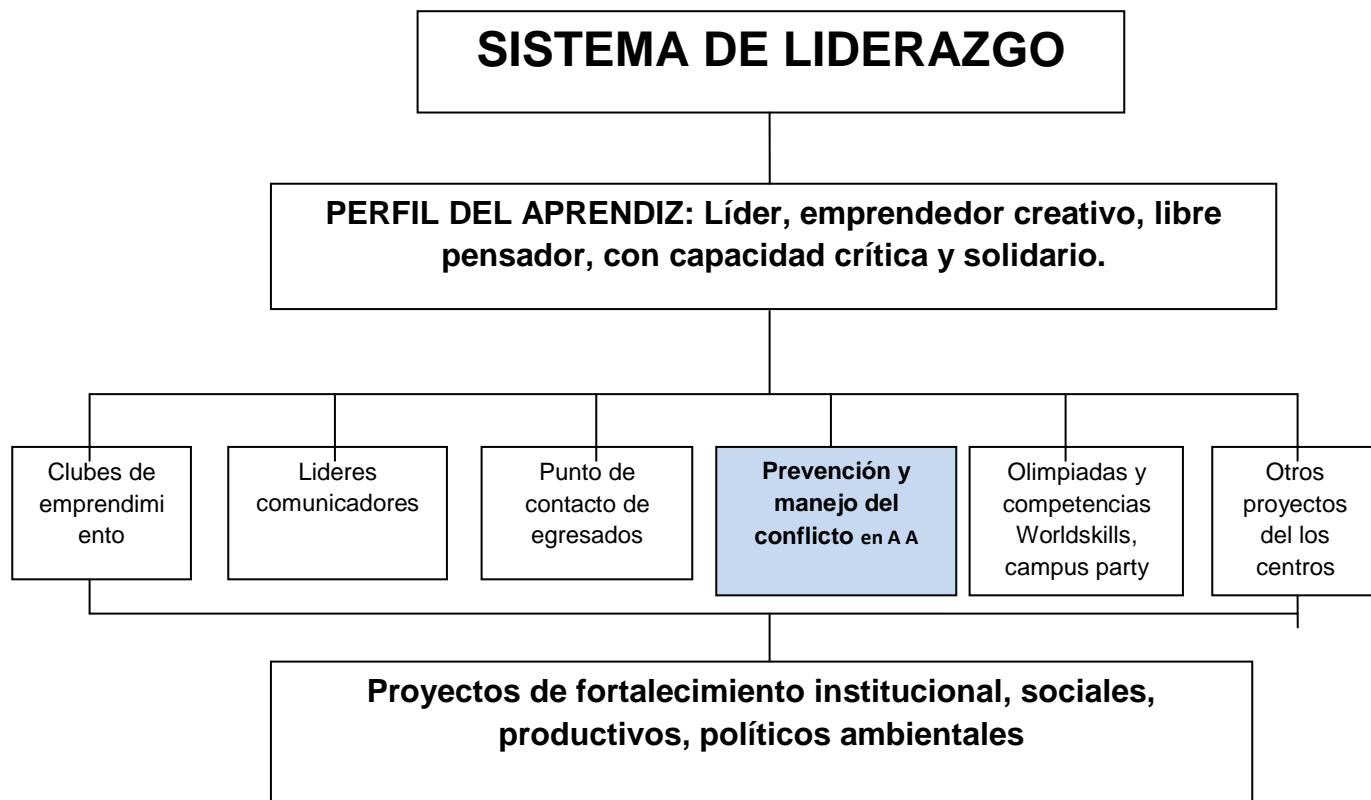 SISTEMA DE LIDERAZGO
PERFIL DEL APRENDIZ: Líder, emprendedor creativo, libre
pensador, con capacidad crítica y solidario.
Clubes de
emprendimi
ento
Lideres
comunicadores
Punto de
contacto de
egresados
Prevención y
manejo del
conflicto en A A
Olimpiadas y
competencias
Worldskills,
campus party
Otros
proyectos
del los
centros
Proyectos de fortalecimiento institucional, sociales,
productivos, políticos ambientales